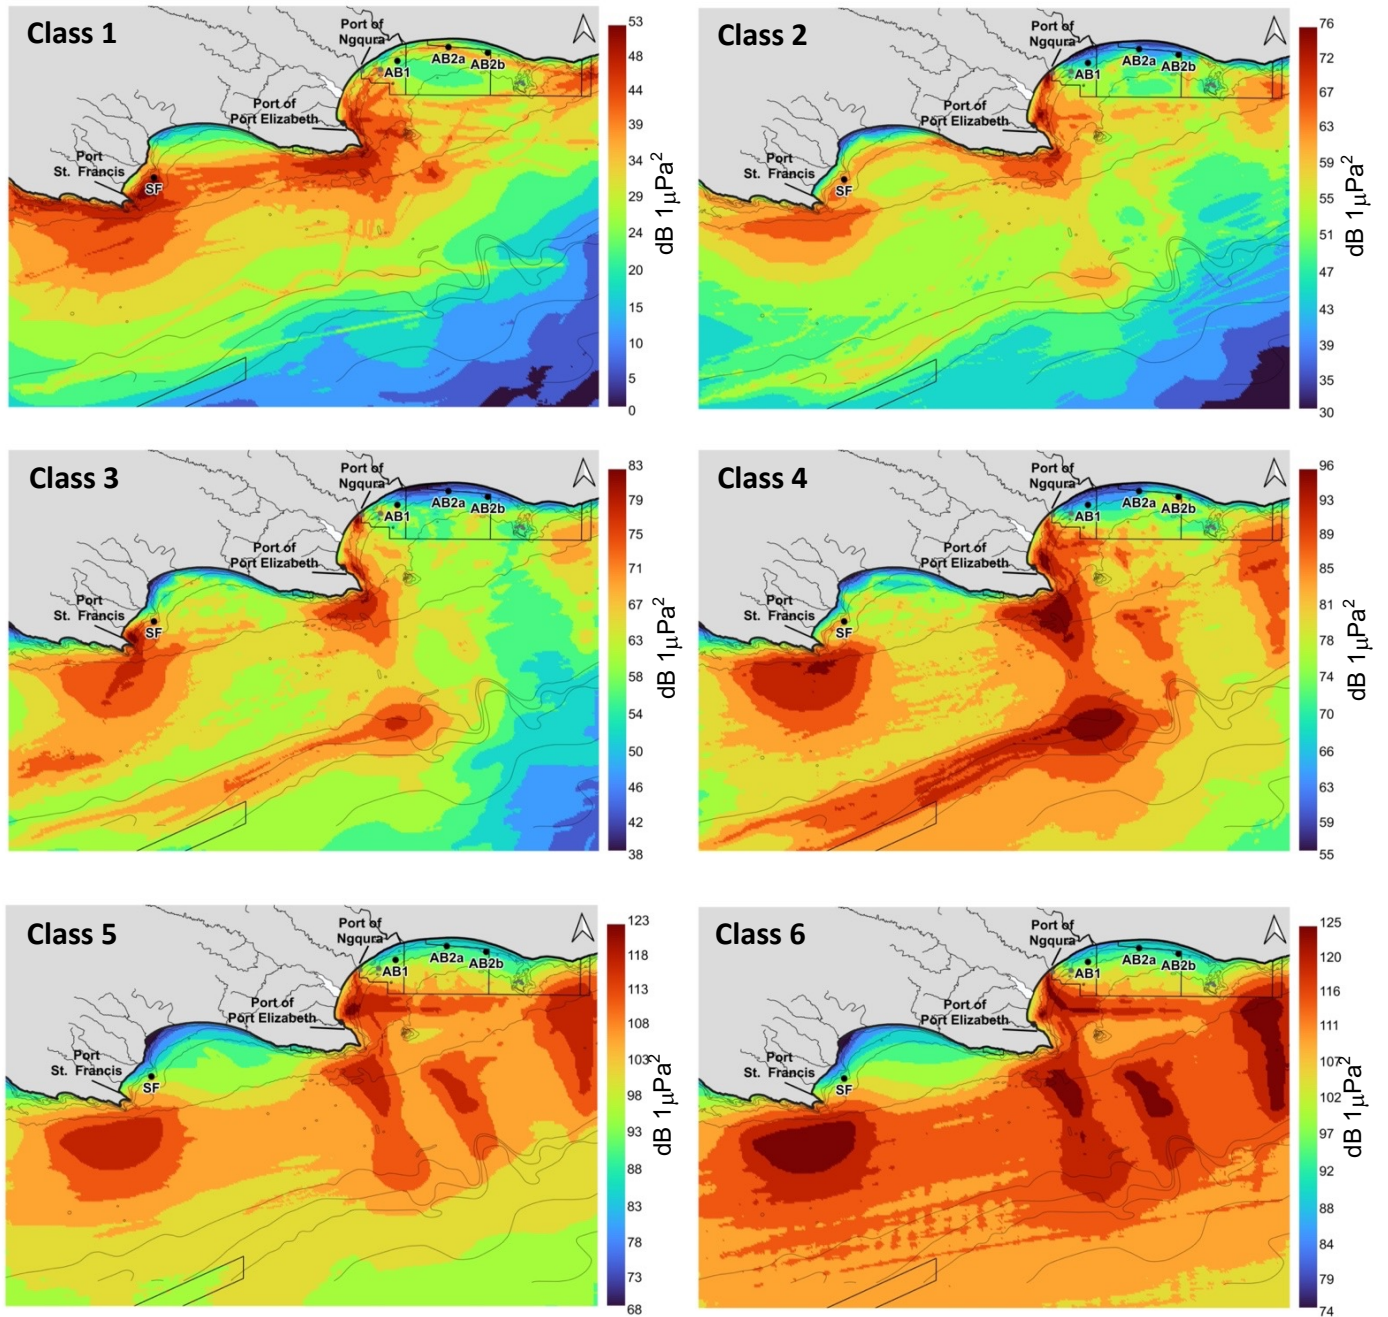 Class 1
Port of
Ngqura
AB1
AB2a
AB2b
Port of
Port Elizabeth
Port
St. Francis
SF
53
48
44
39
34
29
24
20
15
10
5
0
dB 1µPa2
Class 2
Port of
Ngqura
AB1
AB2a
AB2b
Port of
Port Elizabeth
Port
St. Francis
SF
76
72
67
63
59
55
51
47
43
39
35
30
dB 1µPa2
Class 3
Port of
Ngqura
AB1
AB2a
AB2b
Port of
Port Elizabeth
Port
St. Francis
SF
83
79
75
71
67
63
58
54
50
46
42
38
dB 1µPa2
Class 4
Port of
Ngqura
AB1
AB2a
AB2b
Port of
Port Elizabeth
Port
St. Francis
SF
96
93
89
85
81
78
74
70
66
63
59
55
dB 1µPa2
Class 5
Port of
Ngqura
AB1
AB2a
AB2b
Port of
Port Elizabeth
Port
St. Francis
SF
123
118
113
108
103
98
93
88
83
78
73
68
dB 1µPa2
Class 6
Port of
Ngqura
AB1
AB2a
AB2b
Port of
Port Elizabeth
Port
St. Francis
SF
125
120
116
111
107
102
97
92
88
84
79
74
dB 1µPa2